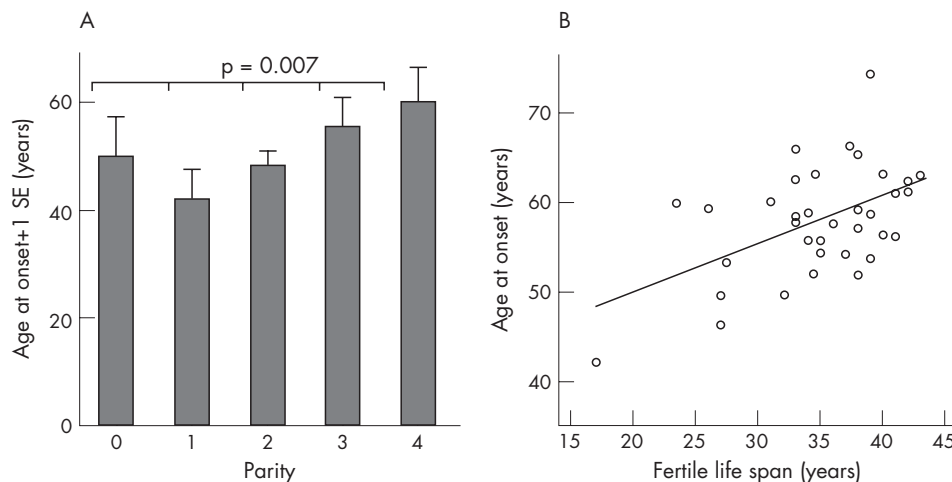 A
Age at onset+1 SE (years)
60
40
20
0
p = 0.007
0 1 2 3 4
Parity
B
Age at onset (years)
70
60
50
40
15 20 25 30 35 40 45
Fertile life span (years)